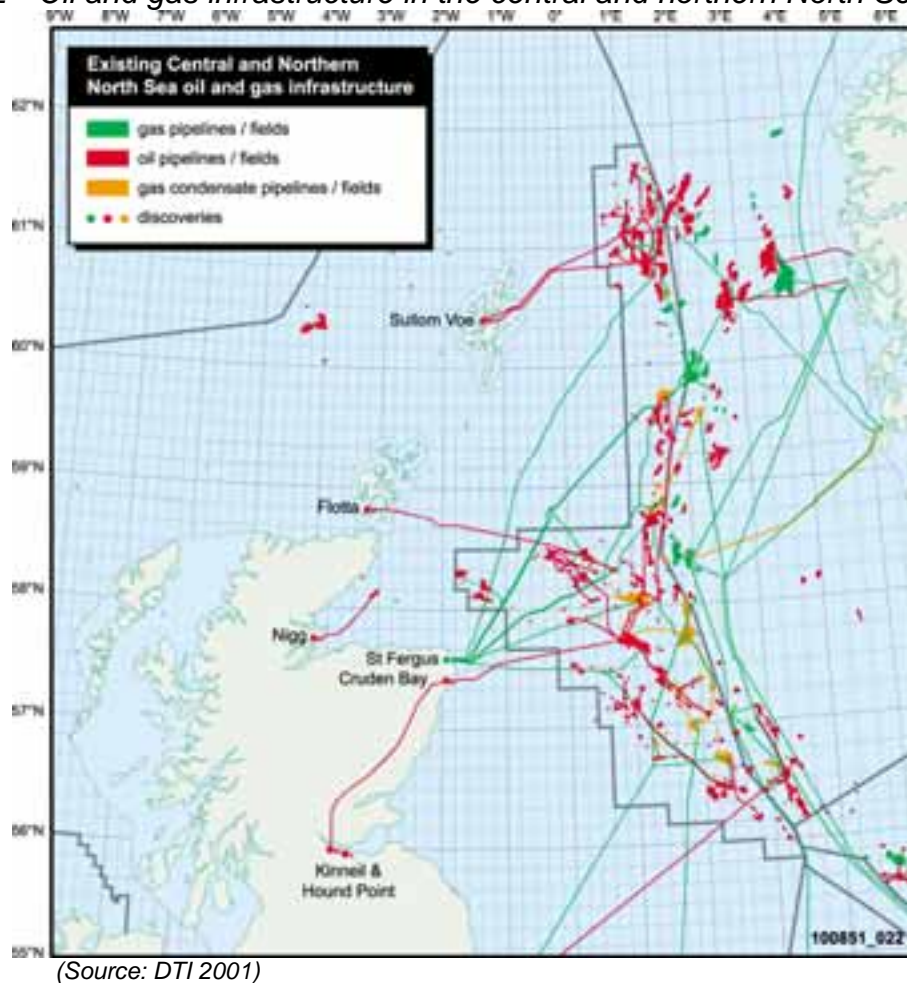 Oil and gas infrastructure in the central and northern North Se
9°W 8°W 7°W 6°W 5°W 4°W 3°W 2°W 1°W 0° 1°E 2°E 3°E 4°E 5°E 6°E
Existing Central and Northern
North Sea oil and gas infrastructure
gas pipelines / fields
oil pipelines / fields
gas condensate pipelines / fields
discoveries
62°N
61°N
Sullom Voe
60°N
59°N
Flotta
58°N
Nigg
St Fergus
Cruden Bay
57°N
56°N
Kinneil &
Hound Point
100851_022
55°N
(Source: DTI 2001)